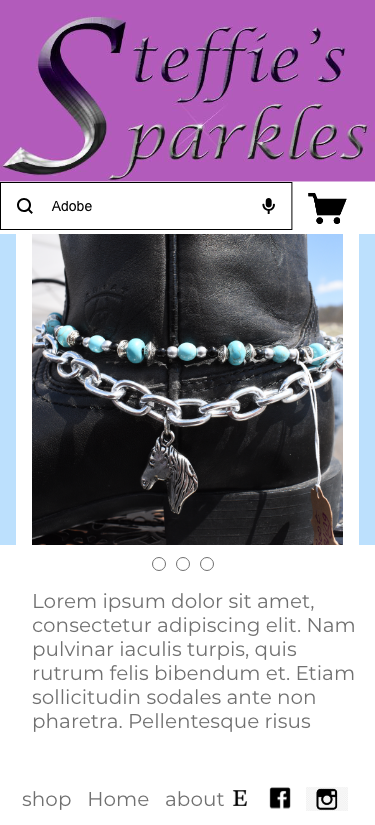 Steffie's
Sparkles
Adobe
Lorem ipsum dolor sit amet,
consectetur adipiscing elit. Nam
pulvinar iaculis turpis, quis
rutrum felis bibendum et. Etiam
sollicitudin sodales ante non
pharetra. Pellentesque risus
shop Home about E